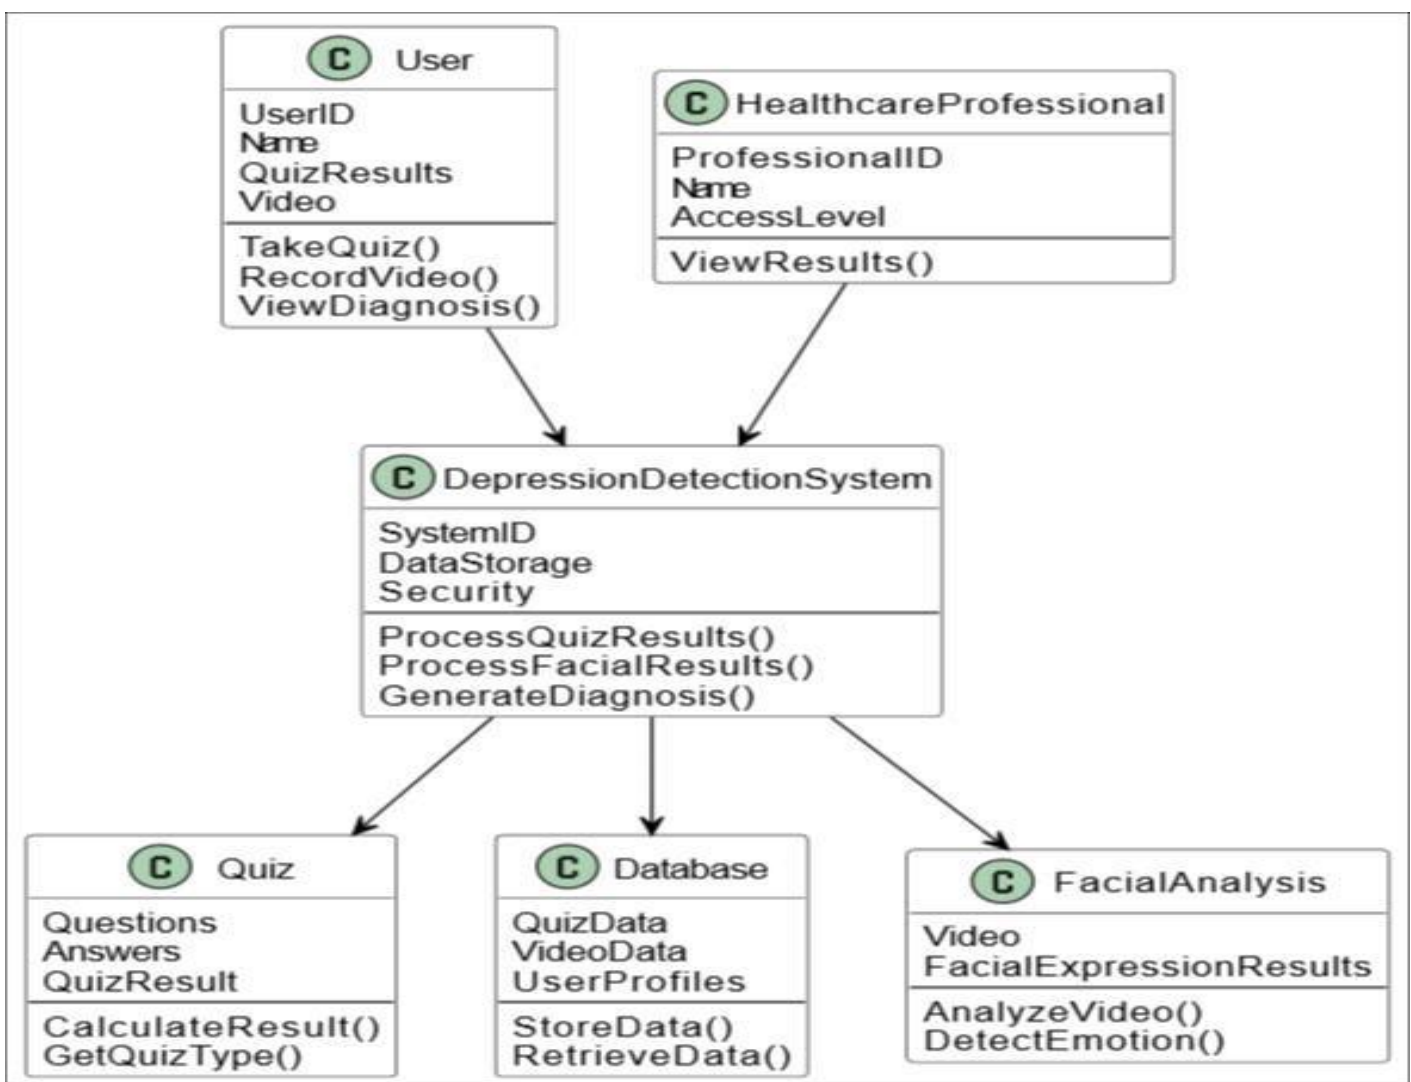 C User
UserID
Name
QuizResults
Video
TakeQuiz()
RecordVideo()
ViewDiagnosis()
C HealthcareProfessional
ProfessionalID
Name
AccessLevel
ViewResults()
C DepressionDetectionSystem
SystemID
DataStorage
Security
ProcessQuizResults()
ProcessFacialResults()
GenerateDiagnosis()
C Quiz
Questions
Answers
QuizResult
CalculateResult()
GetQuizType()
C Database
QuizData
VideoData
UserProfiles
StoreData()
RetrieveData()
C FacialAnalysis
Video
FacialExpressionResults
AnalyzeVideo()
DetectEmotion()